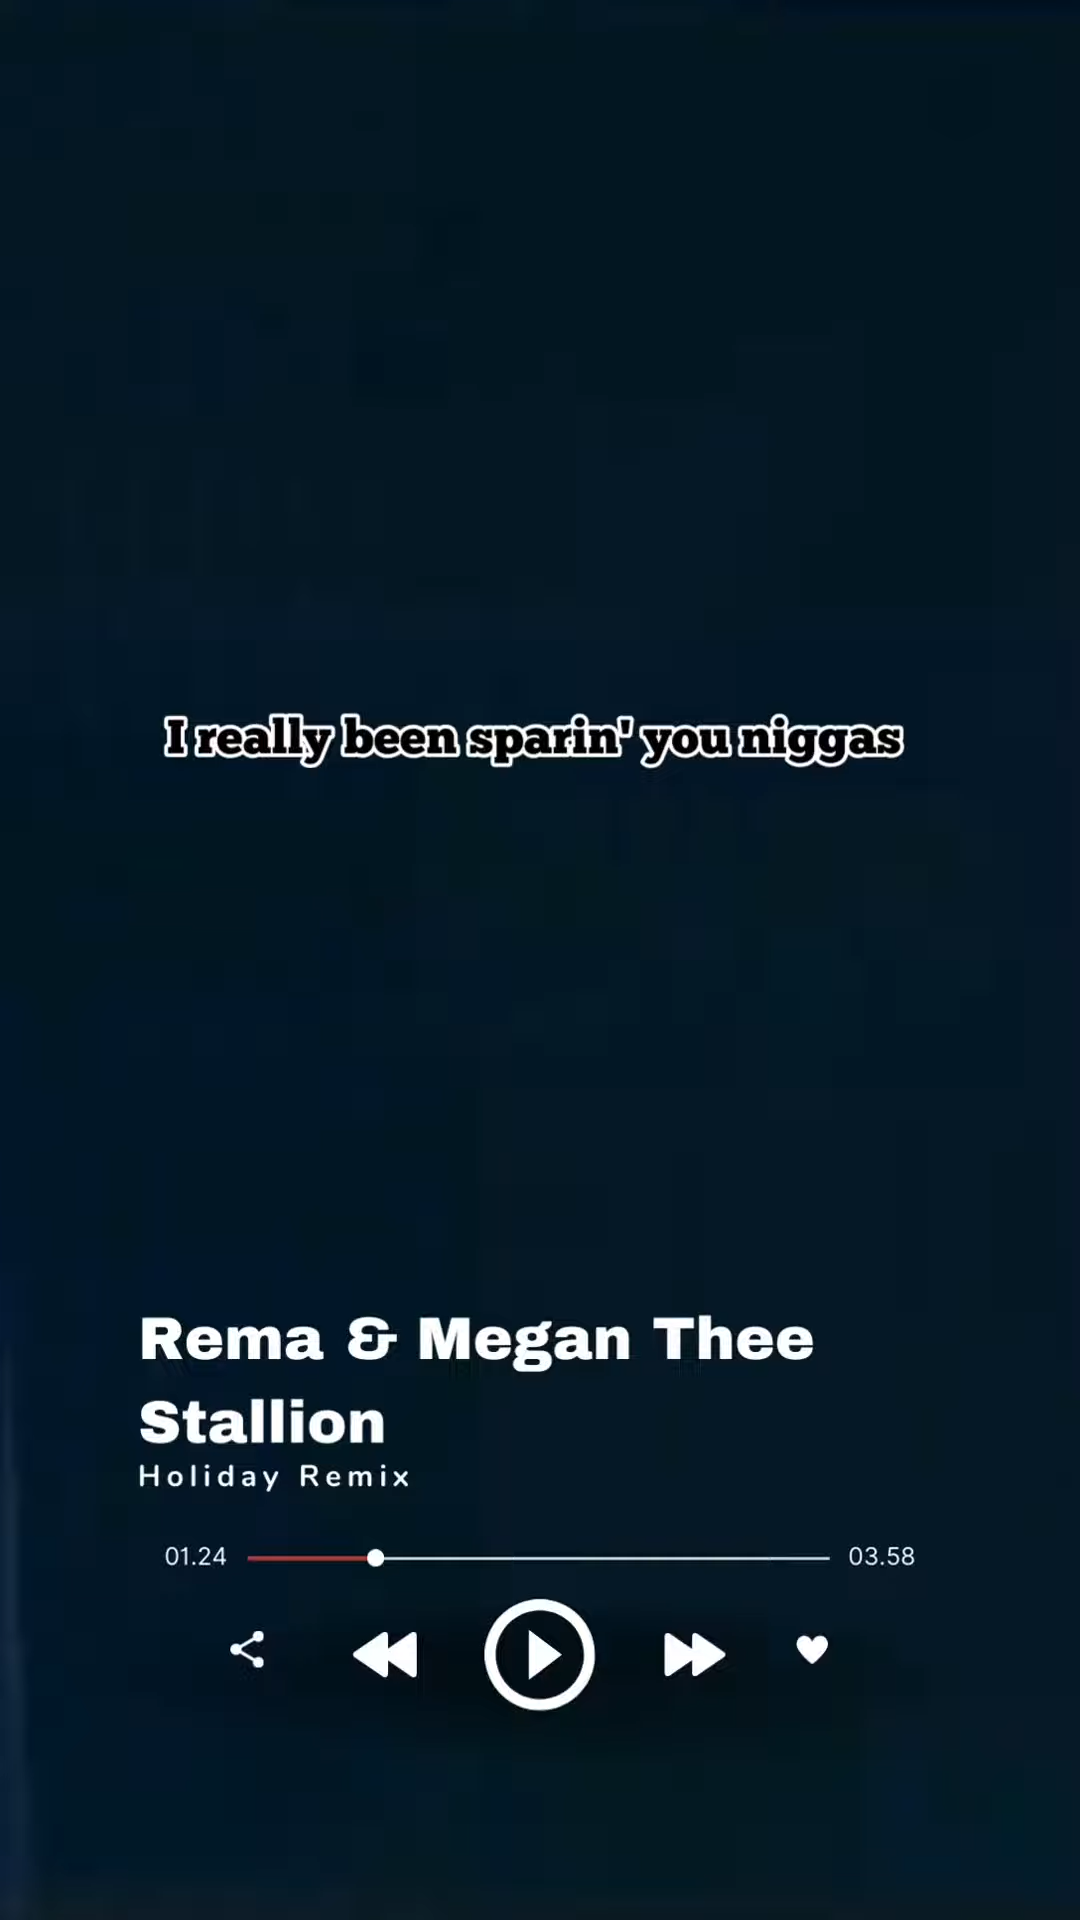 I really been sparin' you niggas
Rema & Megan Thee
Stallion
Holiday Remix
01.24
03.58